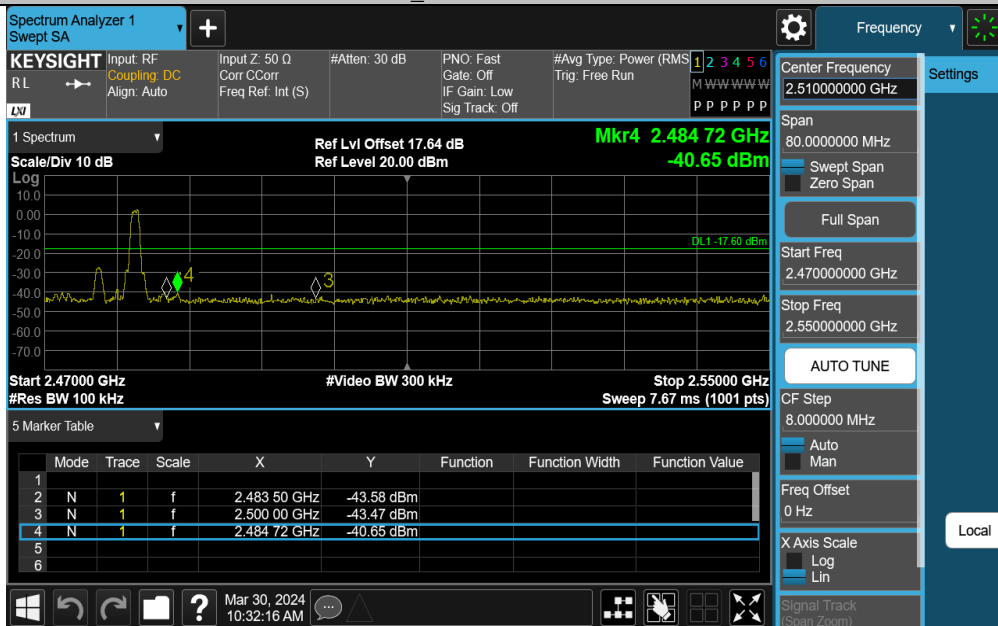 Spectrum Analyzer 1
Swept SA
Frequency
KEYSIGHT
RL
LXI
Input: RF
Coupling: DC
Align: Auto
Input Z: 50 Ω
Corr CCorr
Freq Ref: Int (S)
#Atten: 30 dB
PNO: Fast
Gate: Off
IF Gain: Low
Sig Track: Off
#Avg Type: Power (RMS
Trig: Free Run
1 2 3 4 5 6
M W W W W W
P P P P P P
1 Spectrum
Scale/Div 10 dB
Ref Lvl Offset 17.64 dB
Ref Level 20.00 dBm
Mkr4 2.484 72 GHz
-40.65 dBm
Log
10.0
0.00
-10.0
-20.0
-30.0
-40.0
-50.0
-60.0
-70.0
DL1 -17.60 dBm
4
3
Start 2.47000 GHz
#Res BW 100 kHz
#Video BW 300 kHz
Stop 2.55000 GHz
Sweep 7.67 ms (1001 pts)
5 Marker Table
Mode Trace Scale X Y Function Function Width Function Value
1
2 N 1 f 2.483 50 GHz -43.58 dBm
3 N 1 f 2.500 00 GHz -43.47 dBm
4 N 1 f 2.484 72 GHz -40.65 dBm
5
6
Mar 30, 2024
10:32:16 AM
?
Center Frequency
2.510000000 GHz
Span
80.0000000 MHz
Swept Span
Zero Span
Full Span
Start Freq
2.470000000 GHz
Stop Freq
2.550000000 GHz
AUTO TUNE
CF Step
8.000000 MHz
Auto
Man
Freq Offset
0 Hz
X Axis Scale
Log
Lin
Signal Track
(Span Zoom)
Settings
Local